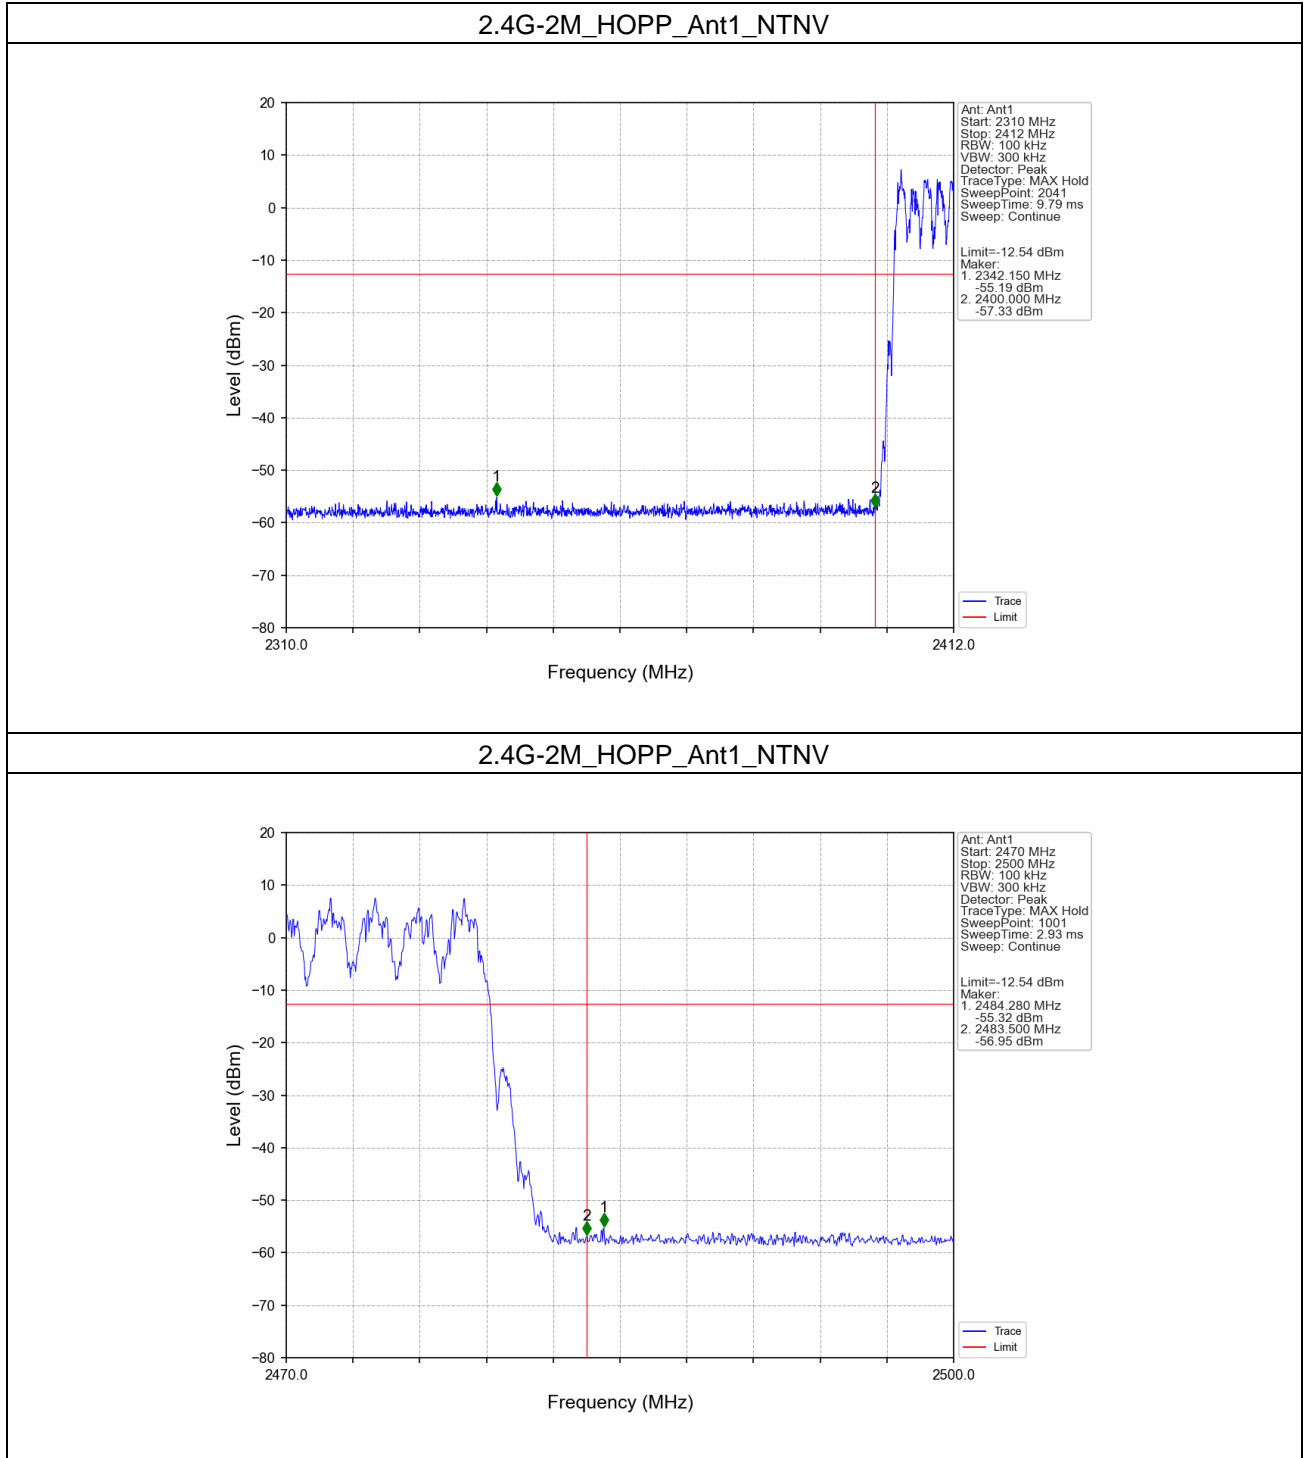 2.4G-2M_HOPP_Ant1_NTNV
20
10
0
−10
−20
−30
−40
−50
−60
−70
−80
Level (dBm)
1
2
2310.0
2412.0
Frequency (MHz)
Ant: Ant1
Start: 2310 MHz
Stop: 2412 MHz
RBW: 100 kHz
VBW: 300 kHz
Detector: Peak
TraceType: MAX Hold
SweepPoint: 2041
SweepTime: 9.79 ms
Sweep: Continue
Limit=-12.54 dBm
Maker:
1. 2342.150 MHz
-55.19 dBm
2. 2400.000 MHz
-57.33 dBm
Trace
Limit
2.4G-2M_HOPP_Ant1_NTNV
20
10
0
−10
−20
−30
−40
−50
−60
−70
−80
Level (dBm)
2
1
2470.0
2500.0
Frequency (MHz)
Ant: Ant1
Start: 2470 MHz
Stop: 2500 MHz
RBW: 100 kHz
VBW: 300 kHz
Detector: Peak
TraceType: MAX Hold
SweepPoint: 1001
SweepTime: 2.93 ms
Sweep: Continue
Limit=-12.54 dBm
Maker:
1. 2484.280 MHz
-55.32 dBm
2. 2483.500 MHz
-56.95 dBm
Trace
Limit